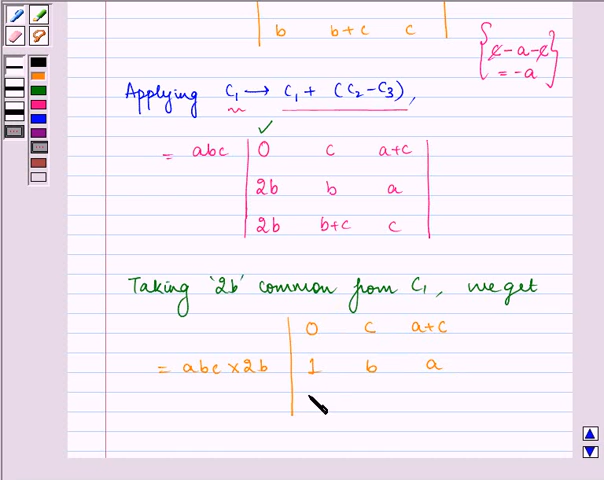 b b+c c
{c-a-c
= -a}
Applying C₁ → C₁ + (C₂-C₃),
✓
= abc | 0 c a+c |
| 2b b a |
| 2b b+c c |
Taking '2b' common from C₁, we get
| 0 c a+c
= abc × 2b | 1 b a